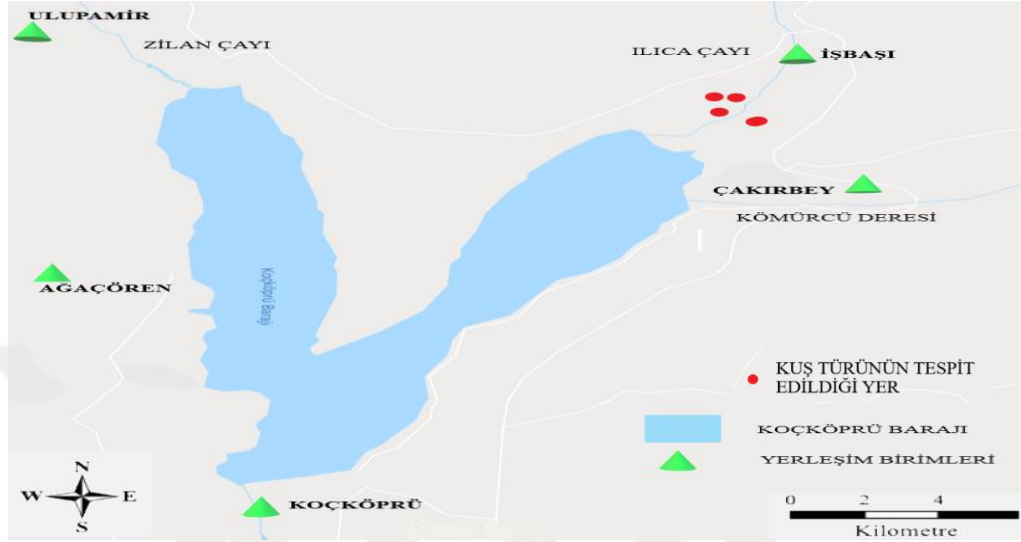 ULUPAMİR
ZİLAN ÇAYI
ILICA ÇAYI
İŞBAŞI
ÇAKIRBEY
KÖMÜRCÜ DERESİ
Koçköprü Barajı
AĞAÇÖREN
KUŞ TÜRÜNÜN TESPİT
EDİLDİĞİ YER
KOÇKÖPRÜ BARAJI
YERLEŞİM BİRİMLERİ
N
W E
S
KOÇKÖPRÜ
0 2 4
Kilometre